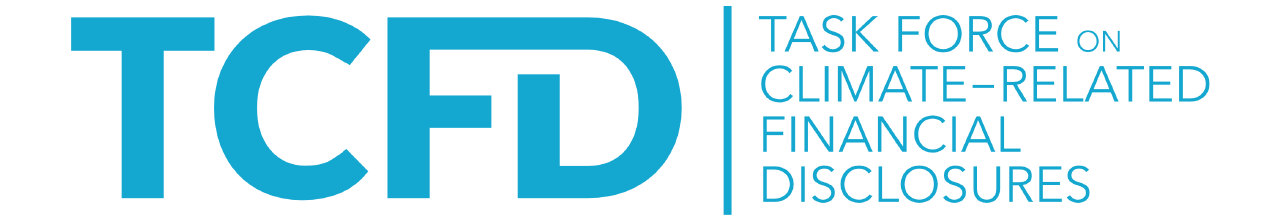 TCFD
TASK FORCE ON
CLIMATE–RELATED
FINANCIAL
DISCLOSURES